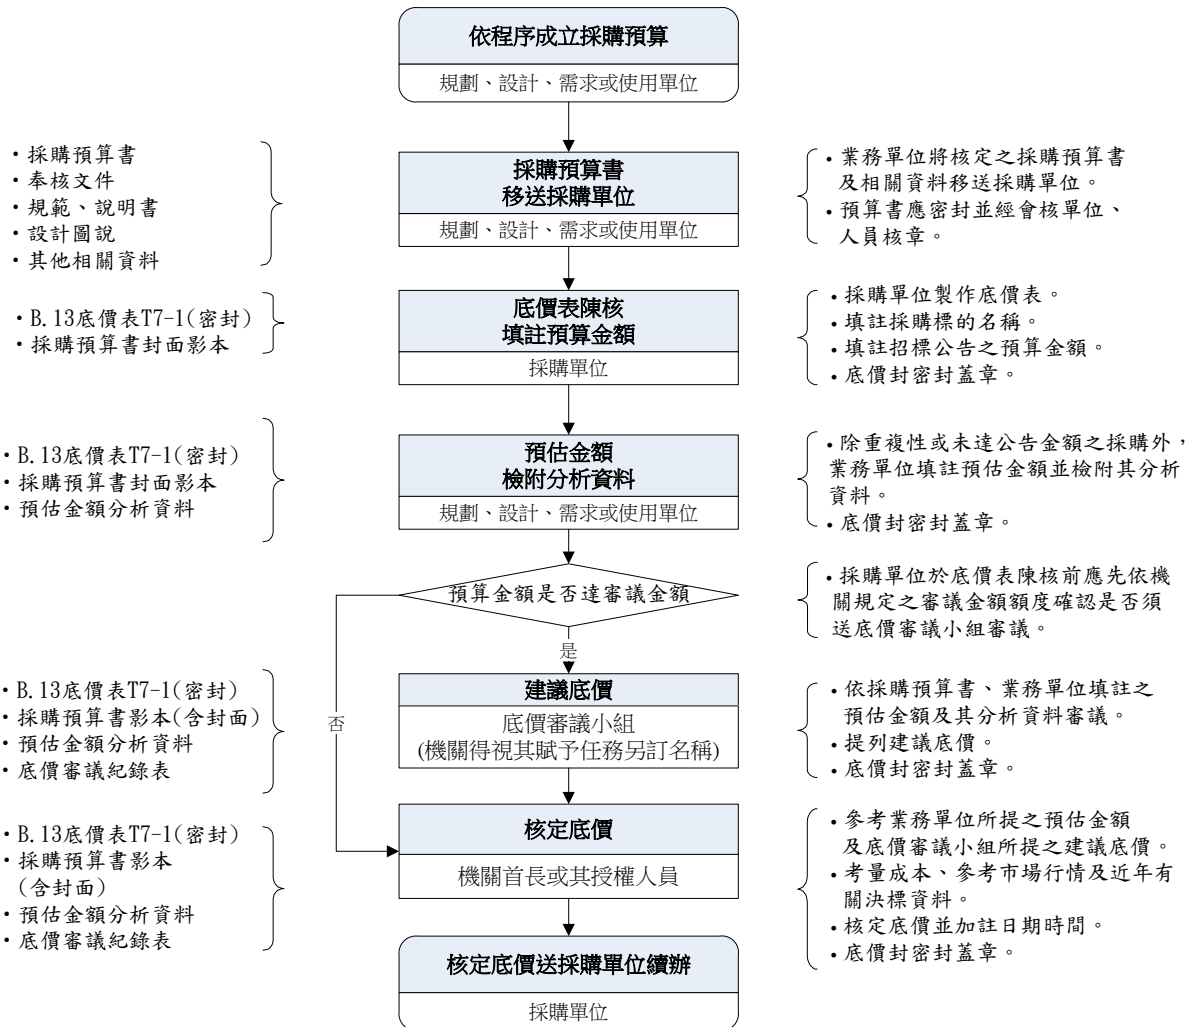 依程序成立採購預算
規劃、設計、需求或使用單位
・採購預算書
・奉核文件
・規範、說明書
・設計圖說
・其他相關資料
採購預算書
移送採購單位
規劃、設計、需求或使用單位
・業務單位將核定之採購預算書
及相關資料移送採購單位。
・預算書應密封並經會核單位、
人員核章。
・B.13底價表T7-1(密封)
・採購預算書封面影本
底價表陳核
填註預算金額
採購單位
・採購單位製作底價表。
・填註採購標的名稱。
・填註招標公告之預算金額。
・底價封密封蓋章。
・B.13底價表T7-1(密封)
・採購預算書封面影本
・預估金額分析資料
預估金額
檢附分析資料
規劃、設計、需求或使用單位
・除重複性或未達公告金額之採購外，
業務單位填註預估金額並檢附其分析
資料。
・底價封密封蓋章。
預算金額是否達審議金額
・採購單位於底價表陳核前應先依機
關規定之審議金額額度確認是否須
送底價審議小組審議。
是
否
・B.13底價表T7-1(密封)
・採購預算書影本(含封面)
・預估金額分析資料
・底價審議紀錄表
建議底價
底價審議小組
(機關得視其賦予任務另訂名稱)
・依採購預算書、業務單位填註之
預估金額及其分析資料審議。
・提列建議底價。
・底價封密封蓋章。
・B.13底價表T7-1(密封)
・採購預算書影本
(含封面)
・預估金額分析資料
・底價審議紀錄表
核定底價
機關首長或其授權人員
・參考業務單位所提之預估金額
及底價審議小組所提之建議底價。
・考量成本、參考市場行情及近年有
關決標資料。
・核定底價並加註日期時間。
・底價封密封蓋章。
核定底價送採購單位續辦
採購單位